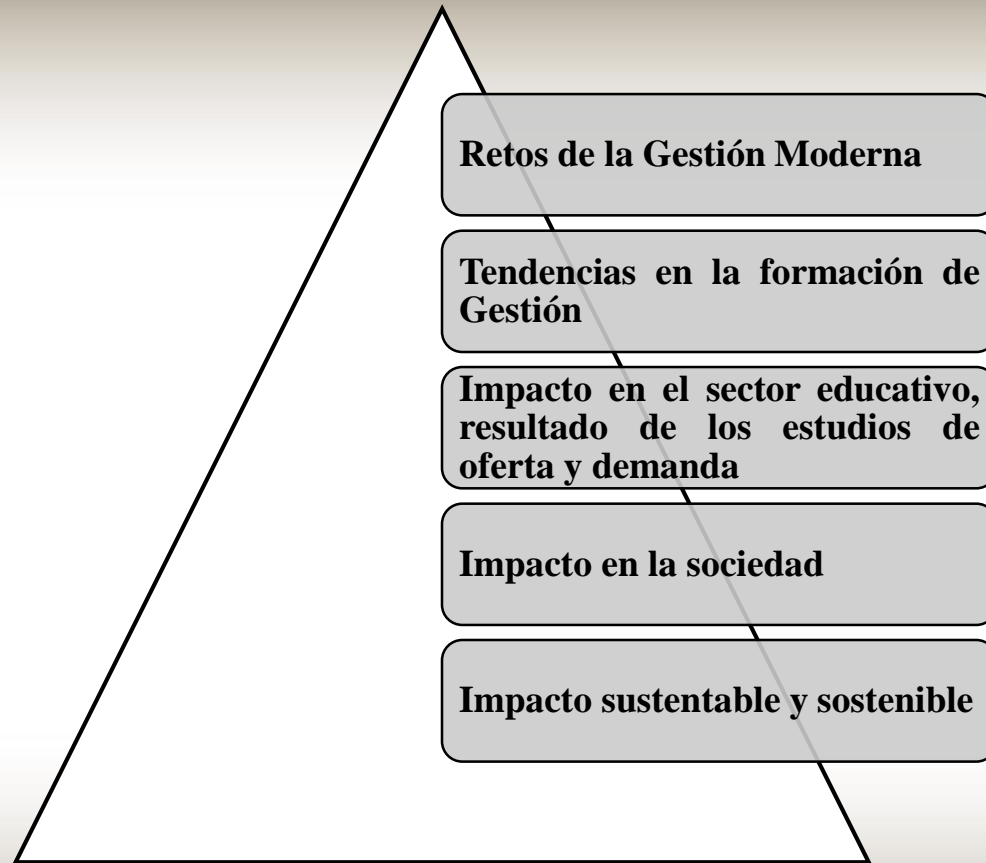 Retos de la Gestión Moderna
Tendencias en la formación de
Gestión
Impacto en el sector educativo,
resultado de los estudios de
oferta y demanda
Impacto en la sociedad
Impacto sustentable y sostenible